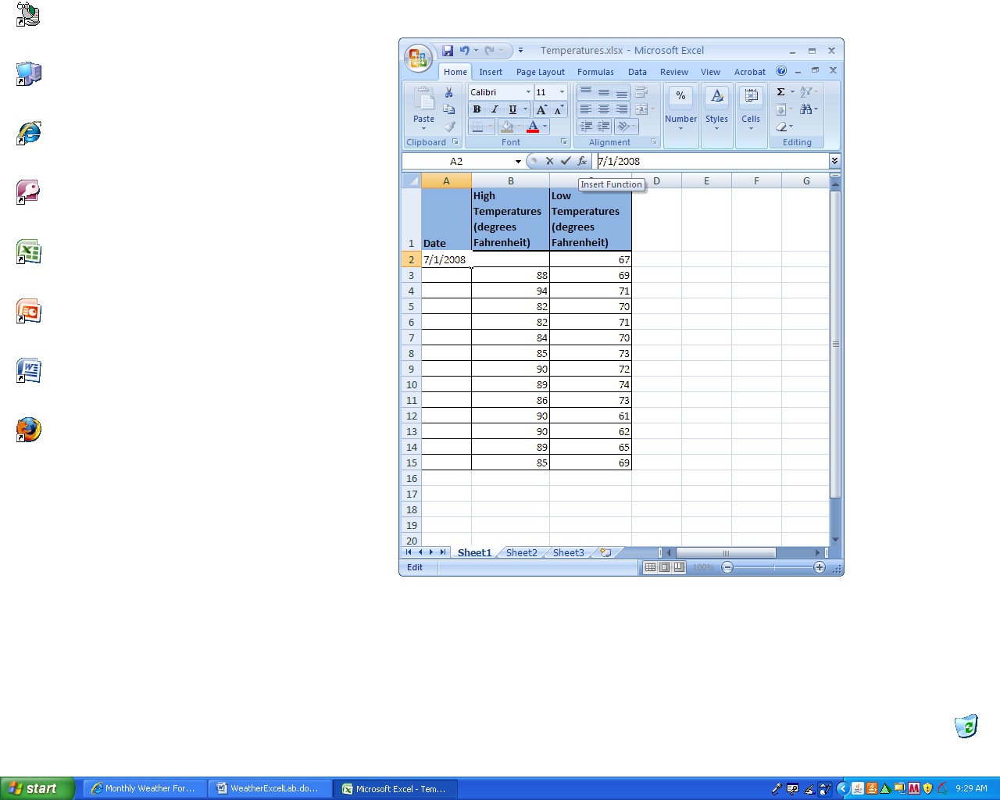 Temperatures.xlsx - Microsoft Excel
Home Insert Page Layout Formulas Data Review View Acrobat
Calibri 11
Paste B I U A A A % Number Styles Cells Σ
Clipboard Font Alignment Editing
A2 fx 7/1/2008
Insert Function
A B D E F G
1 Date High Temperatures (degrees Fahrenheit) Low Temperatures (degrees Fahrenheit)
2 7/1/2008 67
3 88 69
4 94 71
5 82 70
6 82 71
7 84 70
8 85 73
9 90 72
10 89 74
11 86 73
12 90 61
13 90 62
14 89 65
15 85 69
16
17
18
19
20
Sheet1 Sheet2 Sheet3
Edit 100%
start Monthly Weather For... WeatherExcelLab.do... Microsoft Excel - Tem... 9:29 AM